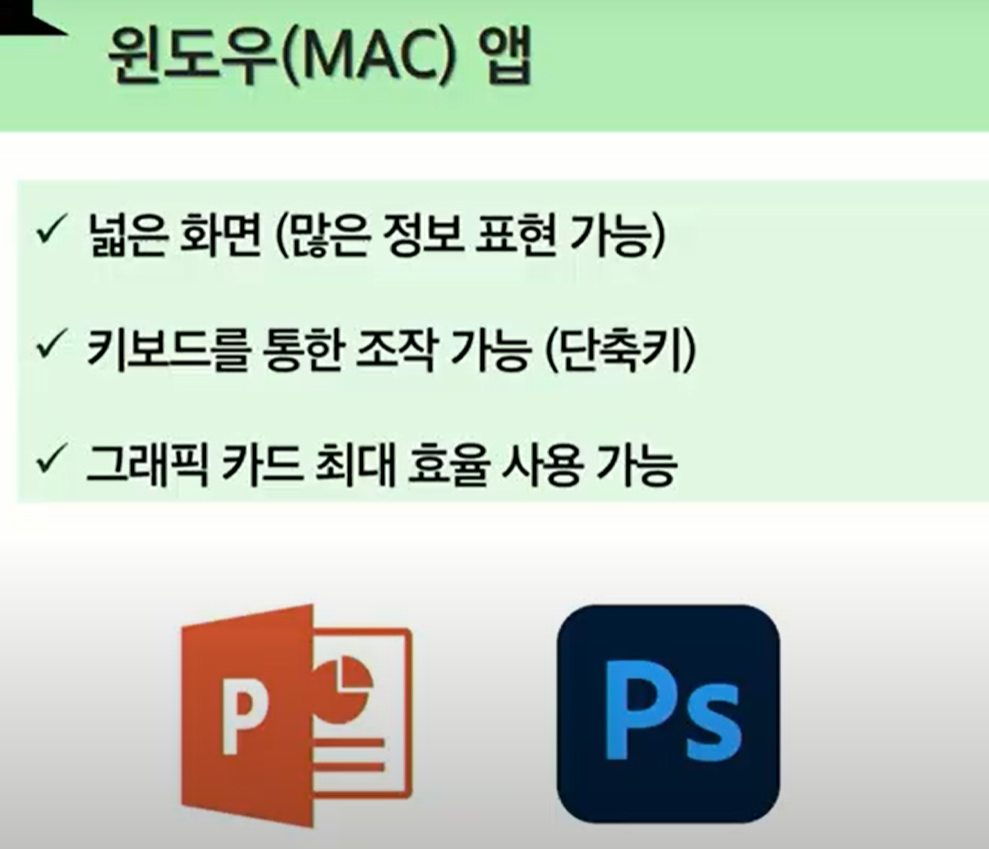 윈도우(MAC) 앱
✓ 넓은 화면 (많은 정보 표현 가능)
✓ 키보드를 통한 조작 가능 (단축키)
✓ 그래픽 카드 최대 효율 사용 가능
P
Ps